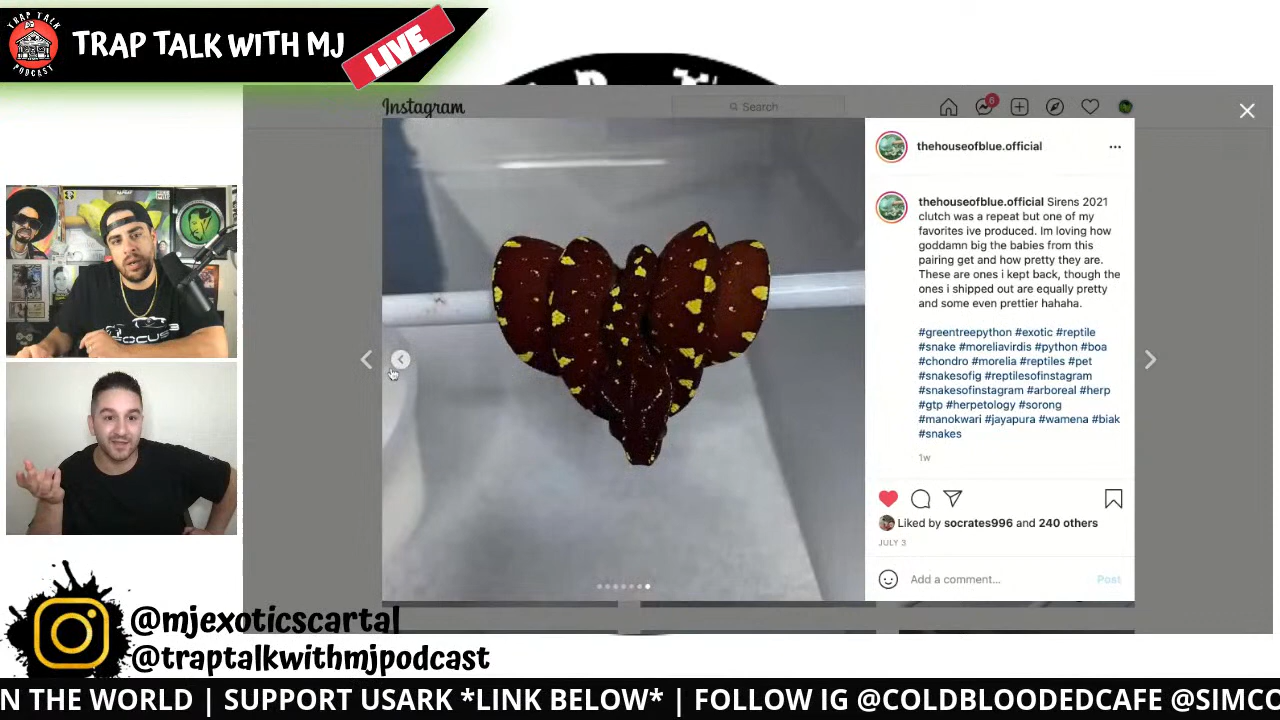 TRAP TALK
PODCAST
TRAP TALK WITH MJ
LIVE
Instagram
Search
6
thehouseofblue.official
thehouseofblue.official Sirens 2021
clutch was a repeat but one of my
favorites ive produced. Im loving how
goddamn big the babies from this
pairing get and how pretty they are.
These are ones i kept back, though the
ones i shipped out are equally pretty
and some even prettier hahaha.
#greentreepython #exotic #reptile
#snake #moreliavirdis #python #boa
#chondro #morelia #reptiles #pet
#snakesofig #reptilesofinstagram
#snakesofinstagram #arboreal #herp
#gtp #herpetology #sorong
#manokwari #jayapura #wamena #biak
#snakes
1w
Liked by socrates996 and 240 others
JULY 3
Add a comment...
Post
@mjexoticscartal
@traptalkwithmjpodcast
N THE WORLD | SUPPORT USARK *LINK BELOW* | FOLLOW IG @COLDBLOODEDCAFE @SIMCO